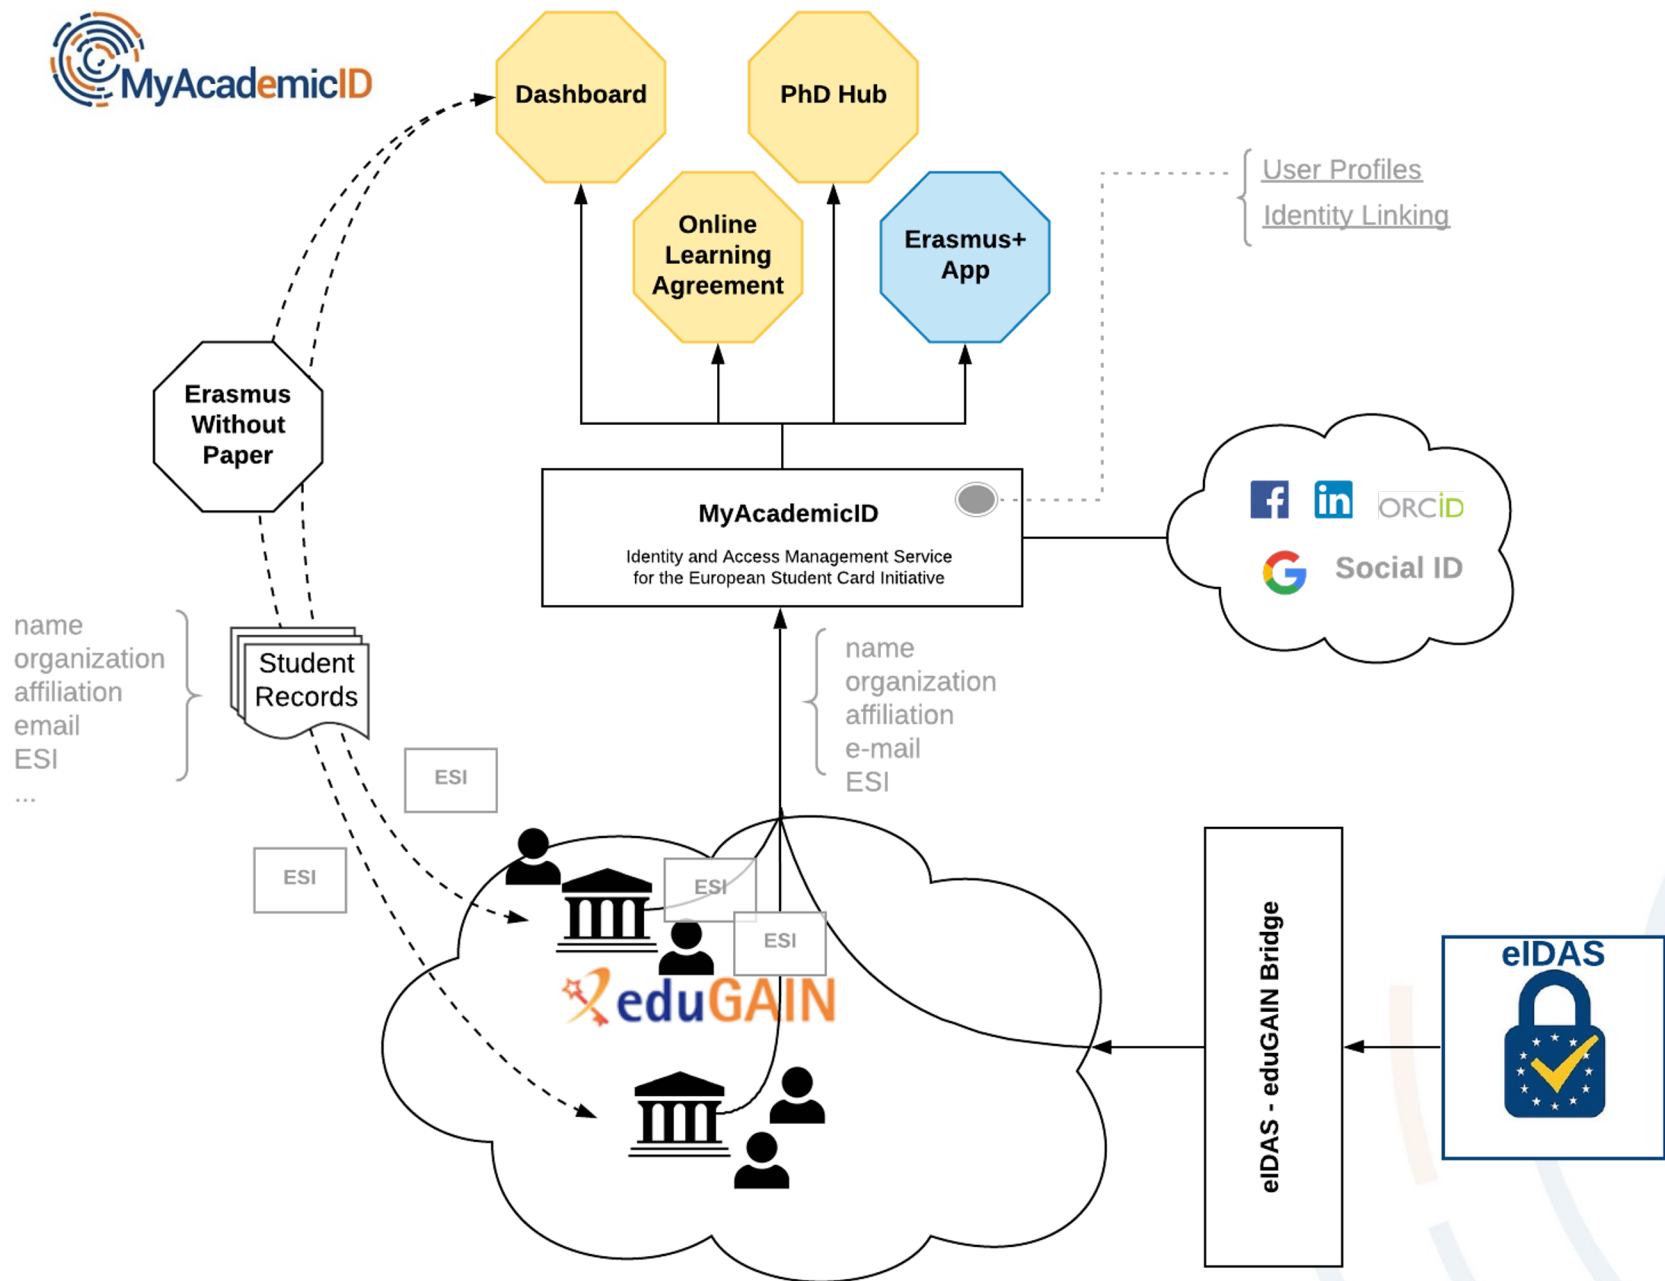 MyAcademicID
Dashboard
PhD Hub
Online
Learning
Agreement
Erasmus+
App
User Profiles
Identity Linking
Erasmus
Without
Paper
MyAcademicID
Identity and Access Management Service
for the European Student Card Initiative
f
in
ORCiD
G
Social ID
name
organization
affiliation
email
ESI
...
Student
Records
name
organization
affiliation
e-mail
ESI
ESI
ESI
ESI
ESI
eduGAIN
eIDAS - eduGAIN Bridge
eIDAS